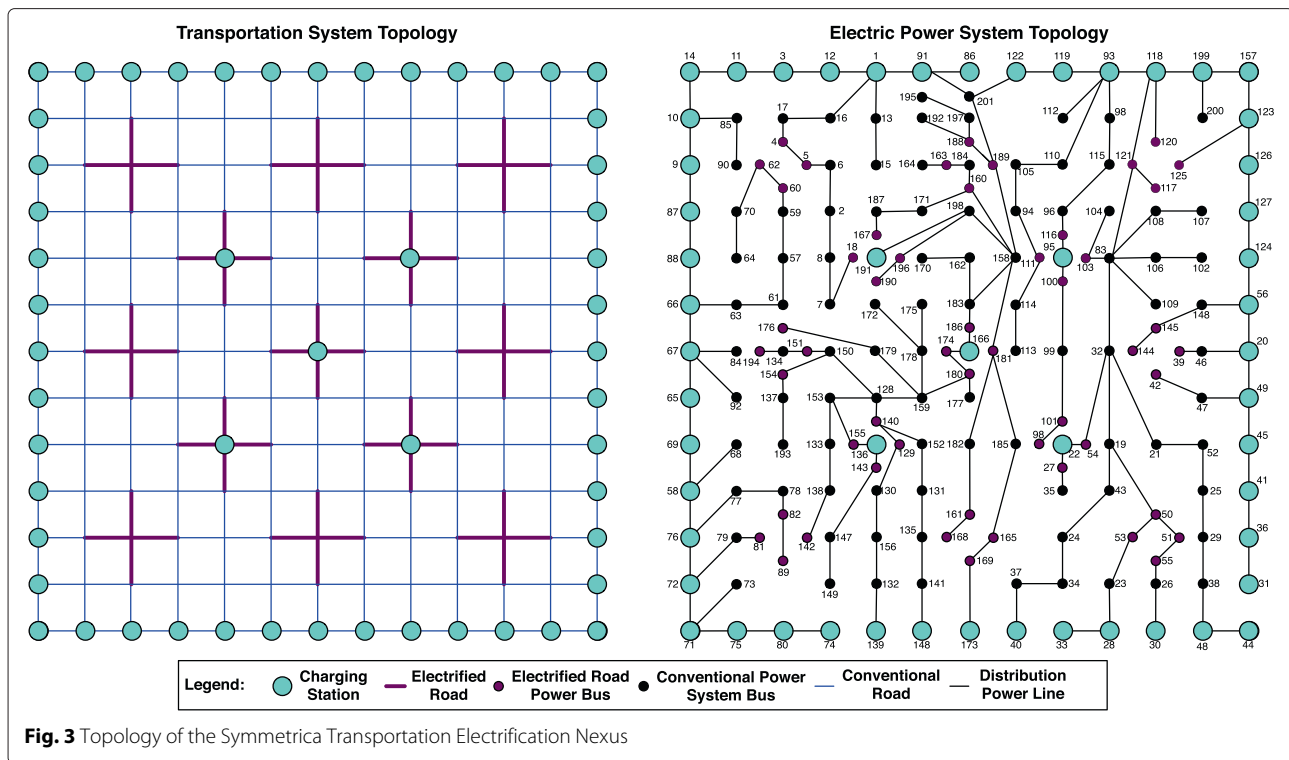 Transportation System Topology
Electric Power System Topology
14 11 3 12 1 91 86 122 119 93 118 199 157
195 201
10 85 17 16 13 192 197 112 98 200 123
4 188 120
9 90 62 5 6 15 164 163 184 189 105 110 115 121 125 126
60 160 117
87 70 59 2 187 171 198 94 96 104 108 107 127
167 116
88 64 57 8 18 191 196 170 162 158 111 95 103 83 106 102 124
190 100
66 63 61 7 172 175 183 114 109 148 56
176 186 145
67 84 194 134 151 150 179 178 174 166 181 113 99 32 144 39 46 20
154 180 42
65 92 137 153 128 159 177 47 49
140 101
69 68 193 133 155 136 129 152 182 185 98 22 54 19 21 52 45
143 27
58 77 78 138 130 131 35 43 25 41
82 161 50
76 79 81 142 147 156 135 168 165 24 53 51 29 36
89 169 55
72 73 149 132 141 37 34 23 26 38 31
71 75 80 74 139 148 173 40 33 28 30 48 44
Legend: Charging Station Electrified Road Electrified Road Power Bus Conventional Power System Bus Conventional Road Distribution Power Line
Fig. 3 Topology of the Symmetrica Transportation Electrification Nexus